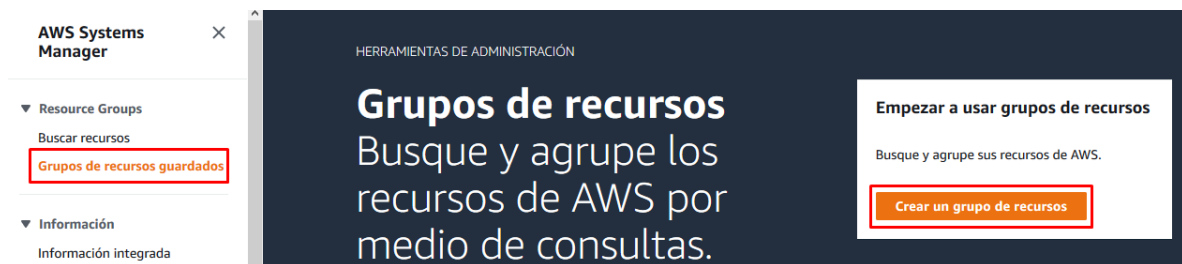 AWS Systems
Manager
Resource Groups
Buscar recursos
Grupos de recursos guardados
Información
Información integrada
HERRAMIENTAS DE ADMINISTRACIÓN
Grupos de recursos
Busque y agrupe los
recursos de AWS por
medio de consultas.
Empezar a usar grupos de recursos
Busque y agrupe sus recursos de AWS.
Crear un grupo de recursos